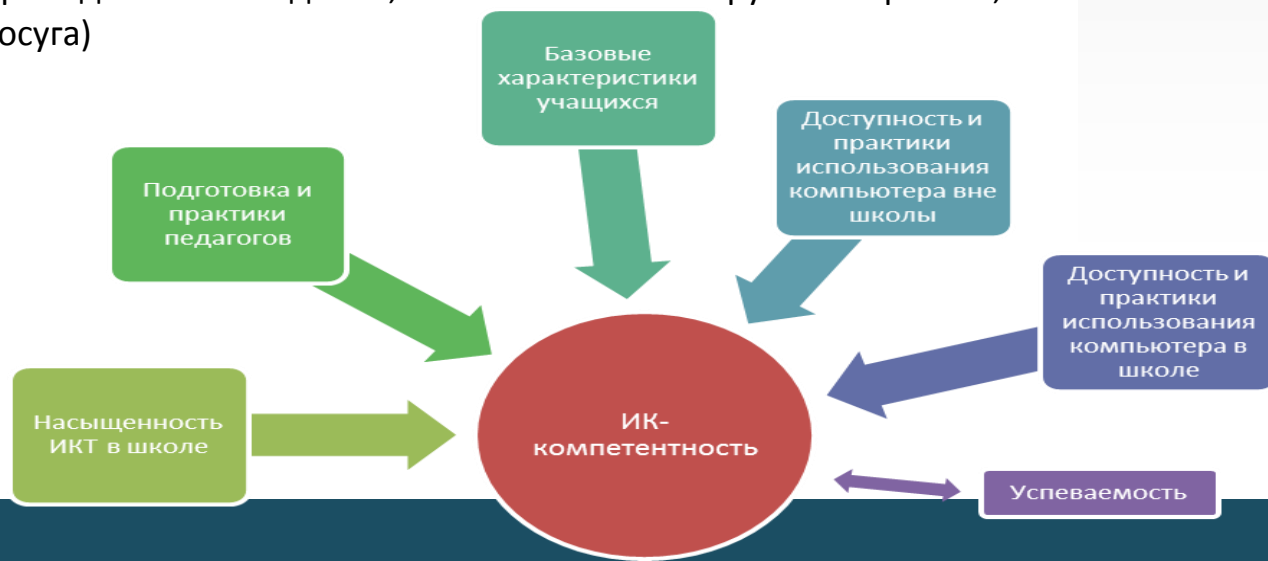 осуга)
Базовые
характеристики
учащихся
Доступность и
практики
использования
компьютера вне
школы
Подготовка и
практики
педагогов
Доступность и
практики
использования
компьютера в
школе
Насыщенность
ИКТ в школе
ИК-
компетентность
Успеваемость